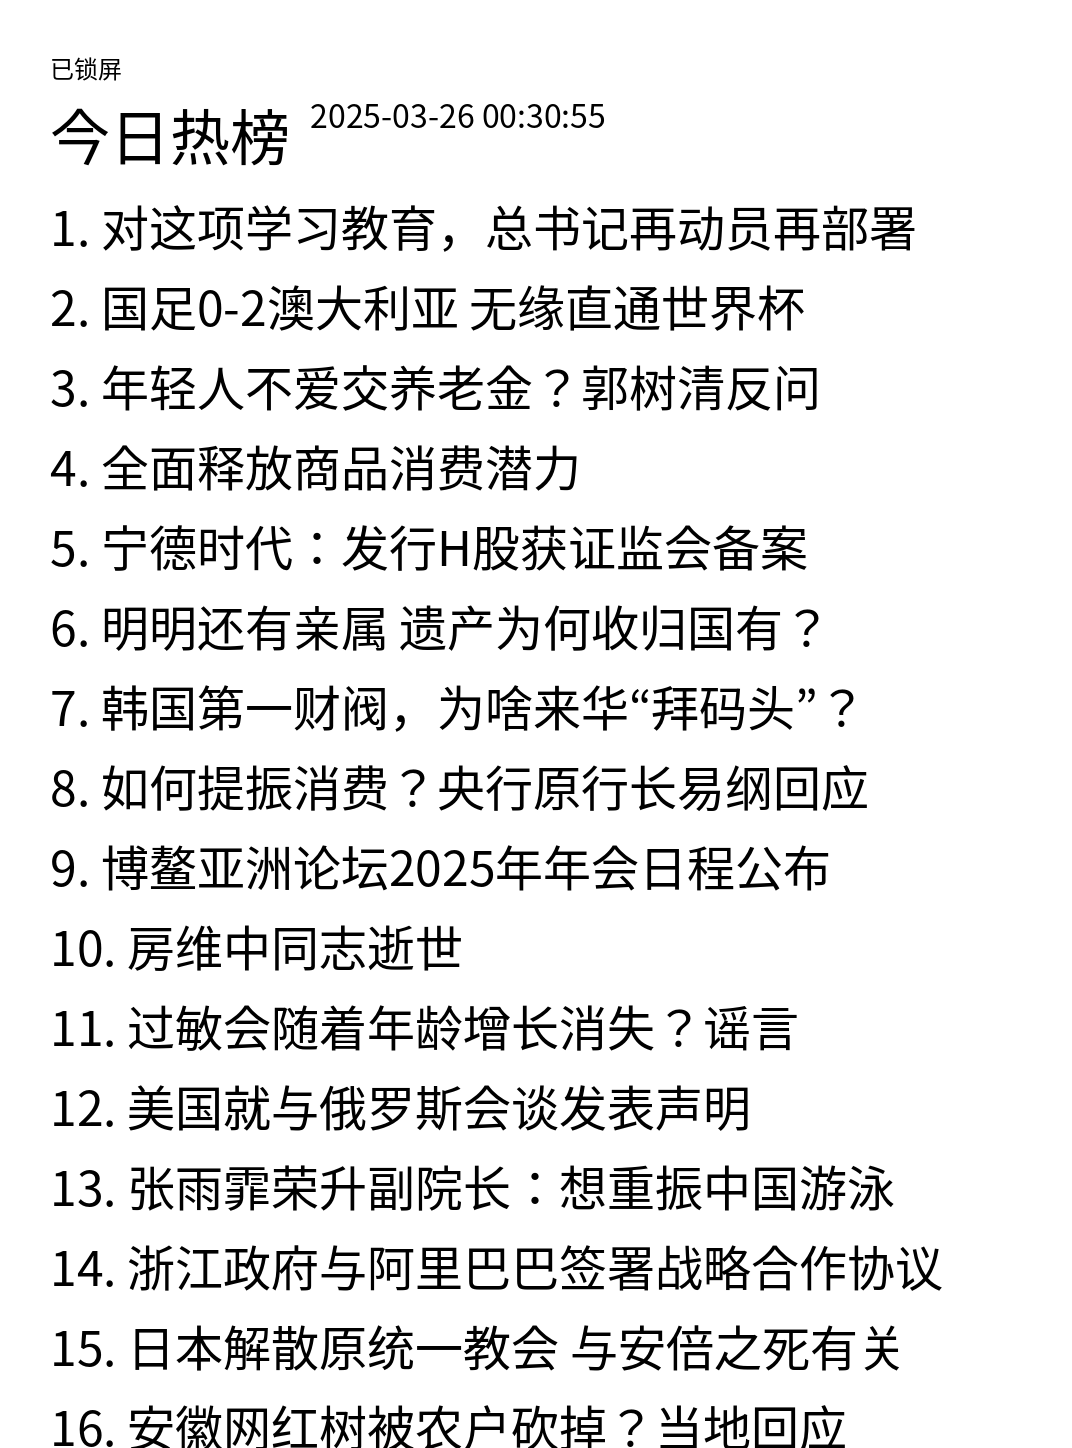 已锁屏
今日热榜 2025-03-26 00:30:55
1. 对这项学习教育，总书记再动员再部署
2. 国足0-2澳大利亚 无缘直通世界杯
3. 年轻人不爱交养老金？郭树清反问
4. 全面释放商品消费潜力
5. 宁德时代：发行H股获证监会备案
6. 明明还有亲属 遗产为何收归国有？
7. 韩国第一财阀，为啥来华“拜码头”？
8. 如何提振消费？央行原行长易纲回应
9. 博鳌亚洲论坛2025年年会日程公布
10. 房维中同志逝世
11. 过敏会随着年龄增长消失？谣言
12. 美国就与俄罗斯会谈发表声明
13. 张雨霏荣升副院长：想重振中国游泳
14. 浙江政府与阿里巴巴签署战略合作协议
15. 日本解散原统一教会 与安倍之死有关
16. 安徽网红树被农户砍掉？当地回应